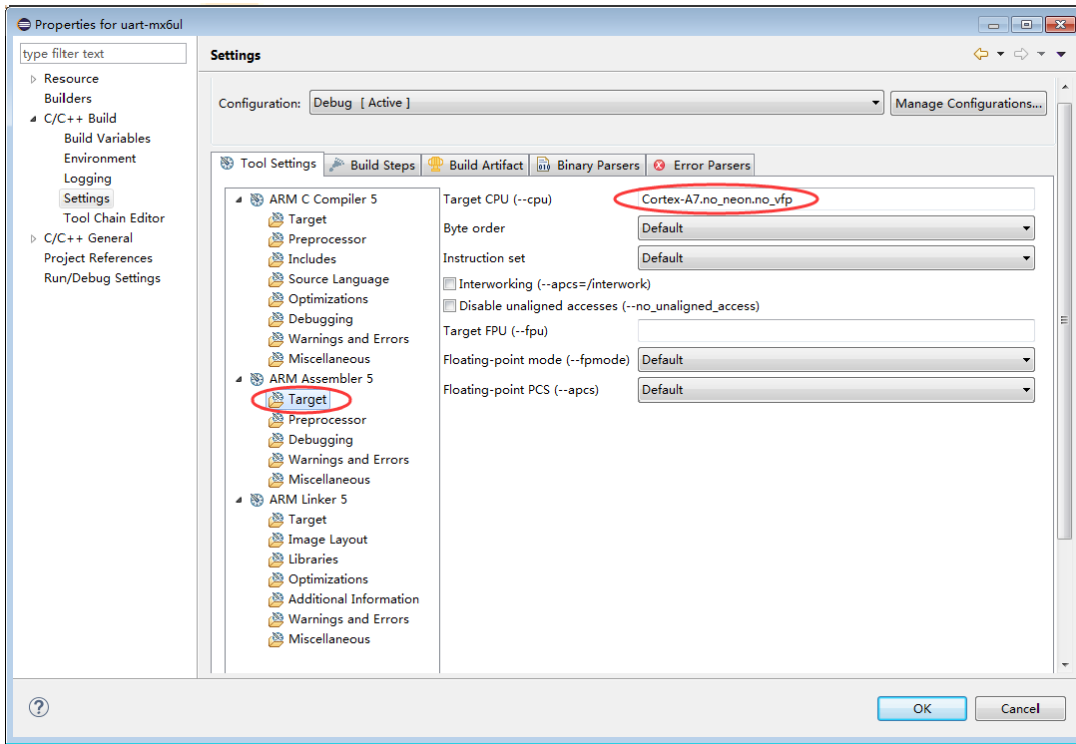 Properties for uart-mx6ul
type filter text
Resource
Builders
C/C++ Build
Build Variables
Environment
Logging
Settings
Tool Chain Editor
C/C++ General
Project References
Run/Debug Settings
Settings
Configuration: Debug [ Active ] Manage Configurations...
Tool Settings Build Steps Build Artifact Binary Parsers Error Parsers
ARM C Compiler 5
Target
Preprocessor
Includes
Source Language
Optimizations
Debugging
Warnings and Errors
Miscellaneous
ARM Assembler 5
Target
Preprocessor
Debugging
Warnings and Errors
Miscellaneous
ARM Linker 5
Target
Image Layout
Libraries
Optimizations
Additional Information
Warnings and Errors
Miscellaneous
Target CPU (--cpu) Cortex-A7.no_neon.no_vfp
Byte order Default
Instruction set Default
Interworking (--apcs=/interwork)
Disable unaligned accesses (--no_unaligned_access)
Target FPU (--fpu)
Floating-point mode (--fpmode) Default
Floating-point PCS (--apcs) Default
OK Cancel